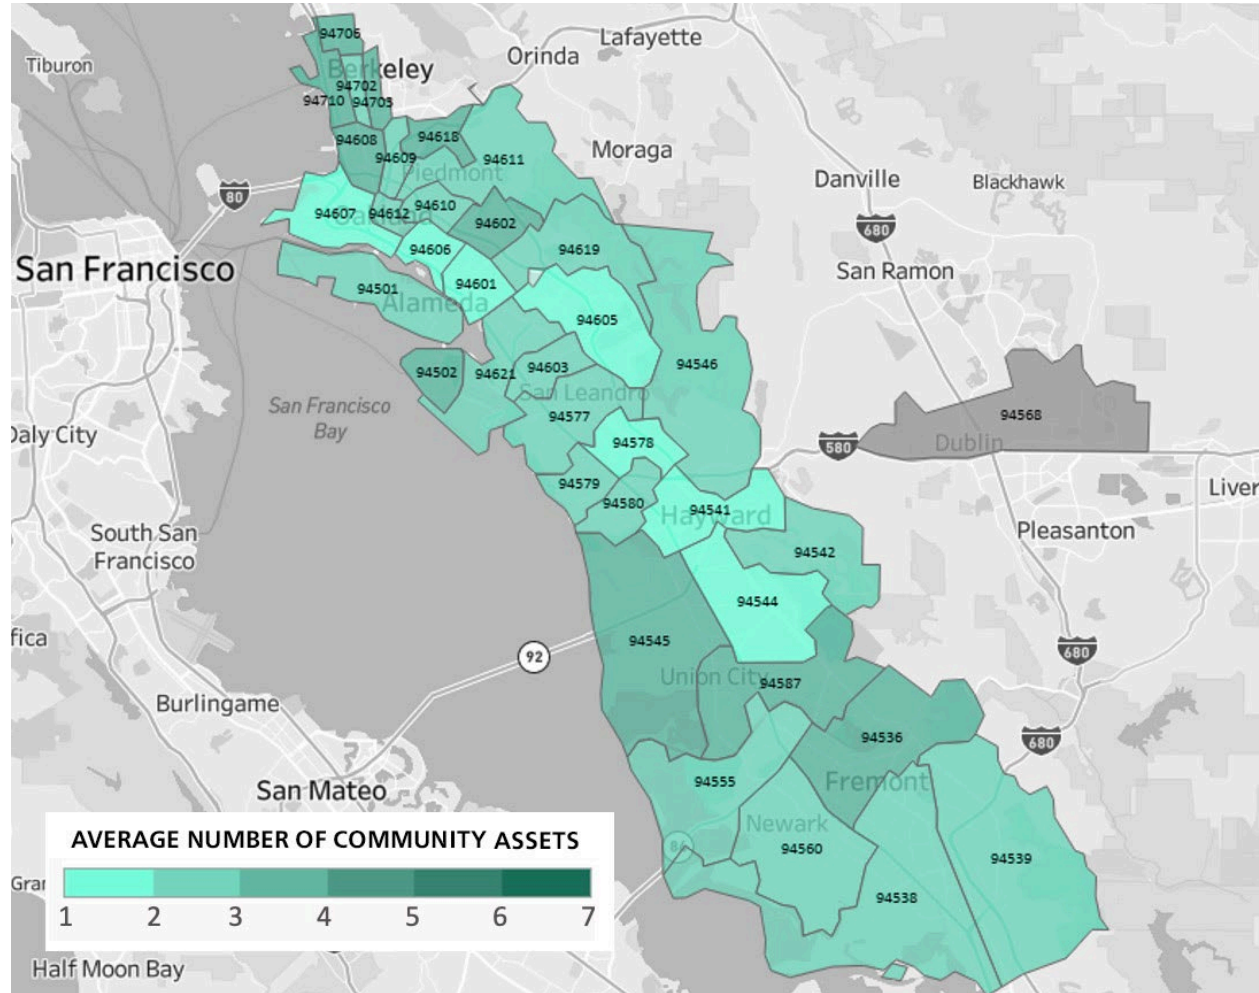 94706
Lafayette
Orinda
Tiburon
Berkeley
94702
94710 94703
94608
94618
94609
94611
Moraga
Piedmont
Danville
Blackhawk
80
94607
94612
94610
Oakland
94602
680
94606
94619
San Francisco
San Ramon
94601
94501
Alameda
94605
94546
94502
94621
94603
San Leandro
San Francisco
Bay
94577
94568
Daly City
94578
580
Dublin
94579
94580
Liver
94541
Hayward
South San
Francisco
Pleasanton
94542
94544
fica
94545
92
680
Union City
94587
Burlingame
94536
680
94555
Fremont
San Mateo
Newark
84
94560
94539
AVERAGE NUMBER OF COMMUNITY ASSETS
Gra
94538
1 2 3 4 5 6 7
Half Moon Bay